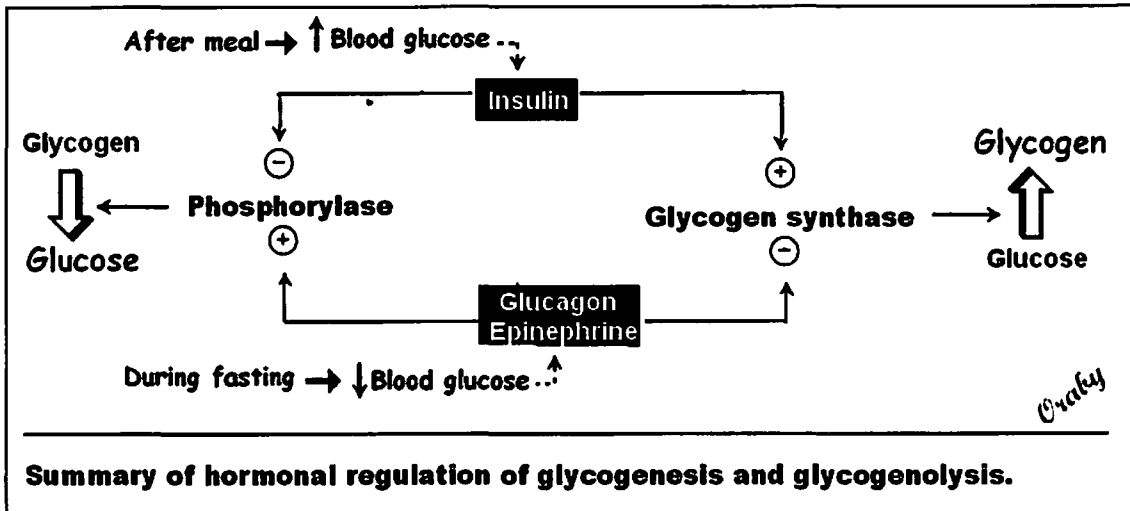 After meal → ↑ Blood glucose
Insulin
Glycogen
Glucose
−
Phosphorylase
+
+
Glycogen synthase
−
Glycogen
Glucose
Glucagon
Epinephrine
During fasting → ↓ Blood glucose
Oraby
Summary of hormonal regulation of glycogenesis and glycogenolysis.